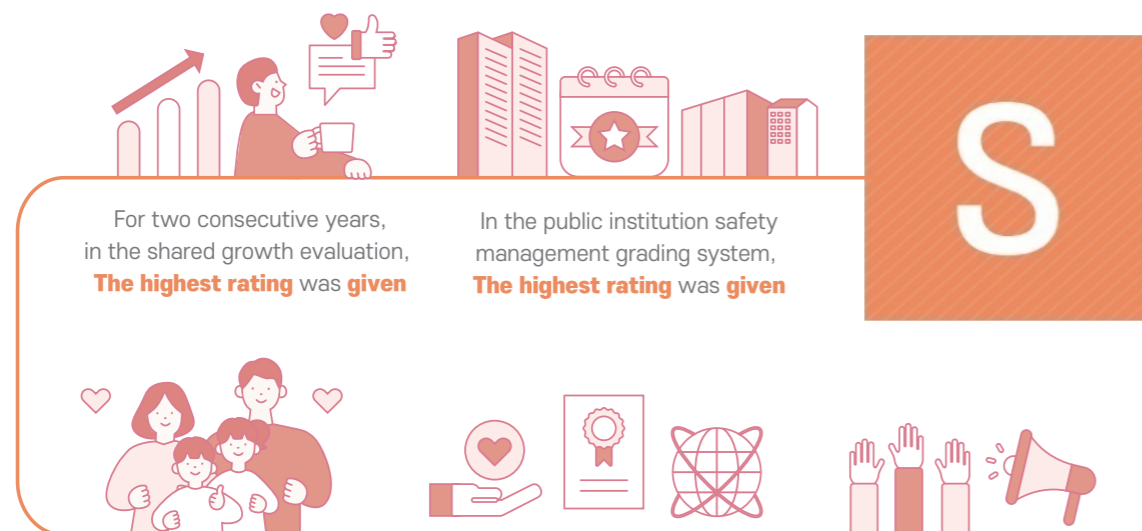 For two consecutive years,
in the shared growth evaluation,
The highest rating was given
In the public institution safety
management grading system,
The highest rating was given
S